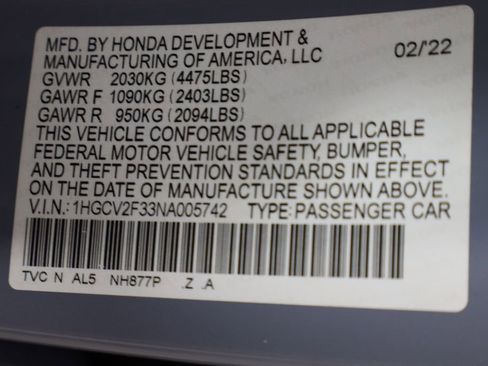 MFD. BY HONDA DEVELOPMENT &
MANUFACTURING OF AMERICA, LLC 02/'22
GVWR 2030KG (4475LBS)
GAWR F 1090KG (2403LBS)
GAWR R 950KG (2094LBS)
THIS VEHICLE CONFORMS TO ALL APPLICABLE
FEDERAL MOTOR VEHICLE SAFETY, BUMPER,
AND THEFT PREVENTION STANDARDS IN EFFECT
ON THE DATE OF MANUFACTURE SHOWN ABOVE.
V.I.N.: 1HGCV2F33NA005742 TYPE: PASSENGER CAR
TVC N AL5 NH877P .Z .A